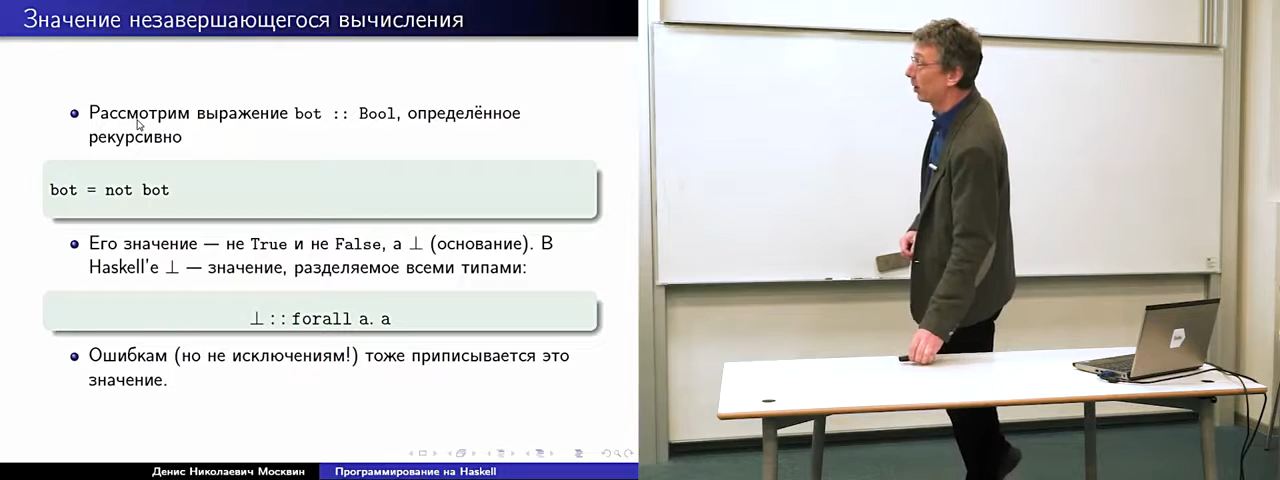 Значение незавершающегося вычисления
Рассмотрим выражение bot :: Bool, определённое
рекурсивно
bot = not bot
Его значение — не True и не False, а ⊥ (основание). В
Haskell'е ⊥ — значение, разделяемое всеми типами:
⊥ :: forall a. a
Ошибкам (но не исключениям!) тоже приписывается это
значение.
Денис Николаевич Москвин Программирование на Haskell